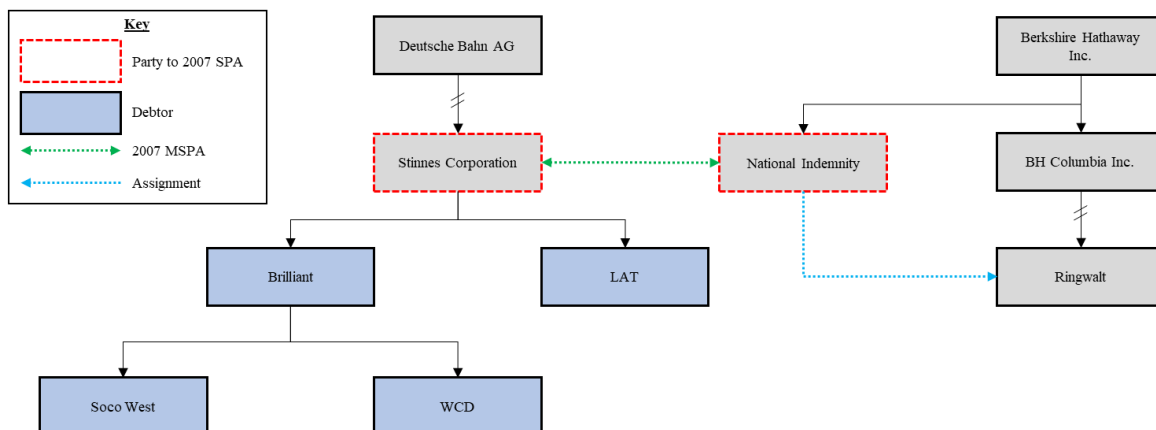 Key
Party to 2007 SPA
Debtor
2007 MSPA
Assignment
Deutsche Bahn AG
Berkshire Hathaway
Inc.
Stinnes Corporation
National Indemnity
BH Columbia Inc.
Brilliant
LAT
Ringwalt
Soco West
WCD